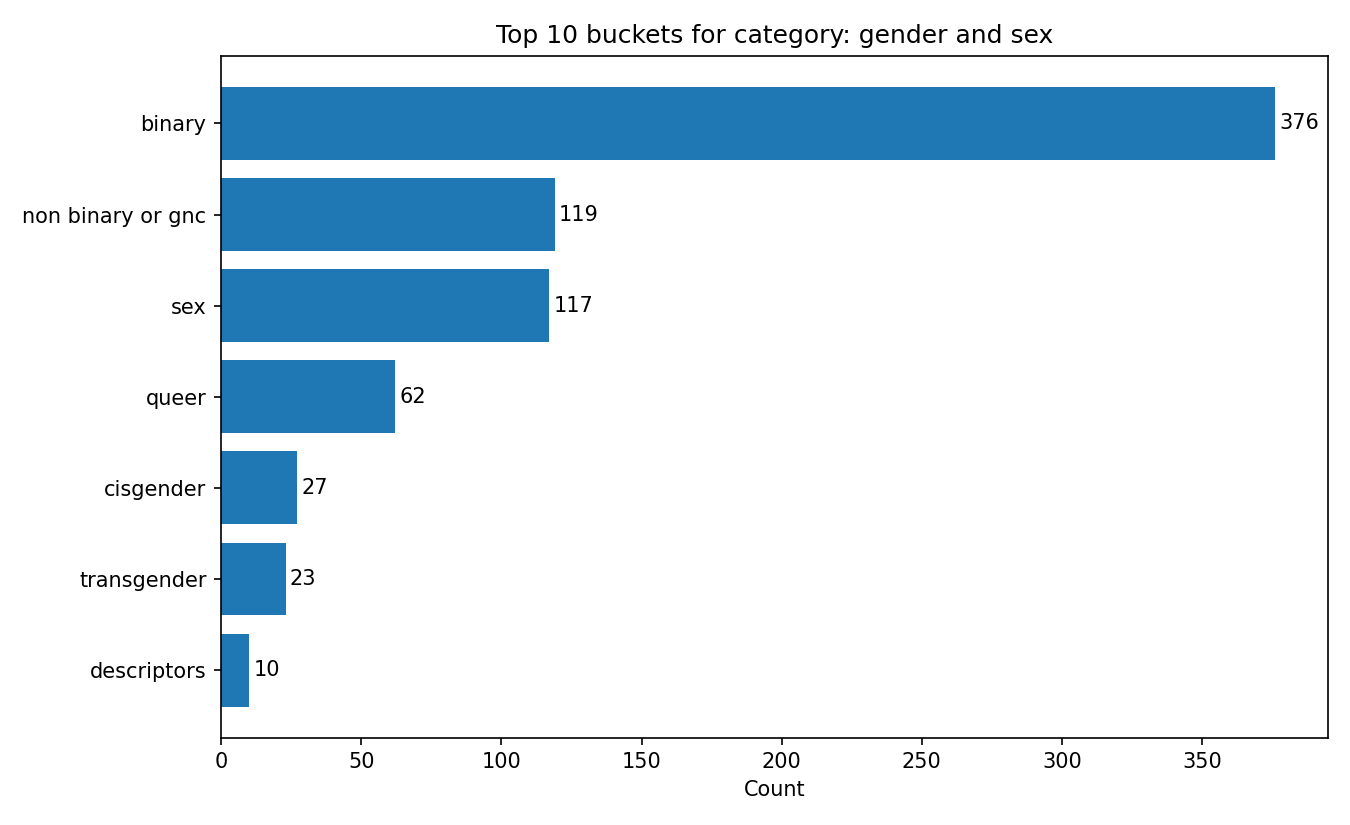 Top 10 buckets for category: gender and sex
binary
376
non binary or gnc
119
sex
117
queer
62
cisgender
27
transgender
23
descriptors
10
0 50 100 150 200 250 300 350
Count